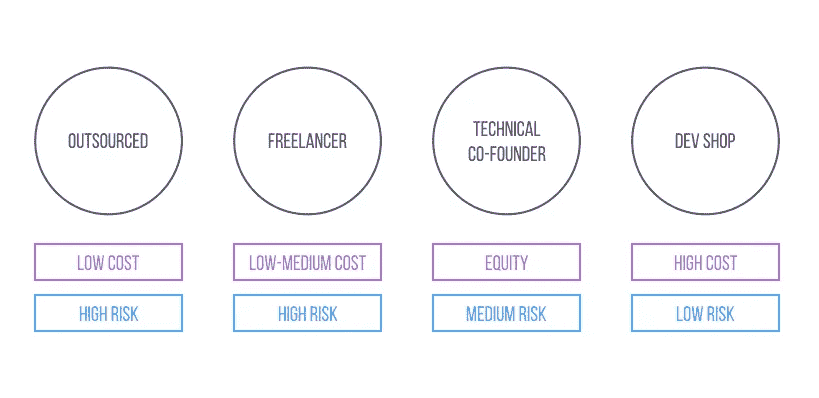 OUTSOURCED
FREELANCER
TECHNICAL
CO-FOUNDER
DEV SHOP
LOW COST
LOW-MEDIUM COST
EQUITY
HIGH COST
HIGH RISK
HIGH RISK
MEDIUM RISK
LOW RISK